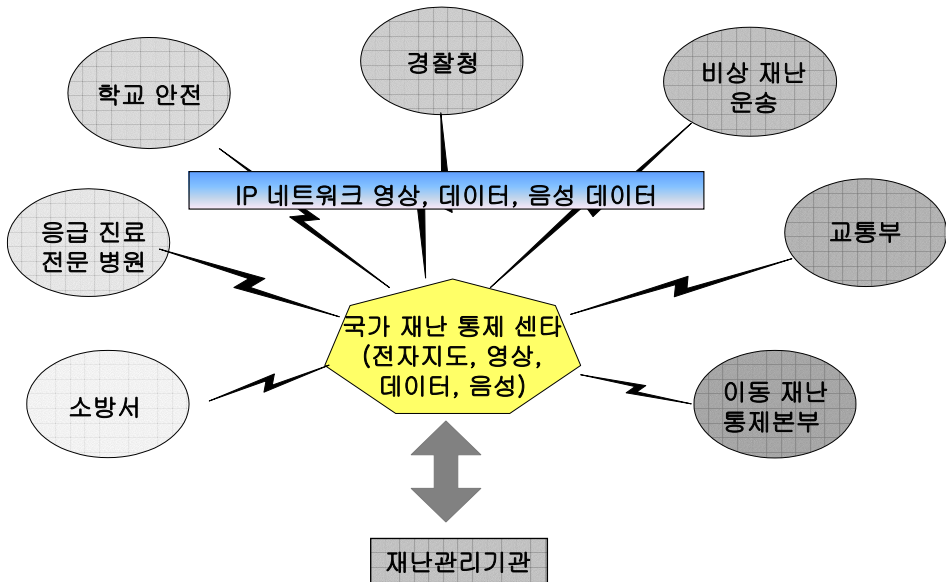 경찰청
비상 재난
운송
학교 안전
IP 네트워크 영상, 데이터, 음성 데이터
응급 진료
전문 병원
교통부
국가 재난 통제 센타
(전자지도, 영상,
데이터, 음성)
소방서
이동 재난
통제본부
재난관리기관